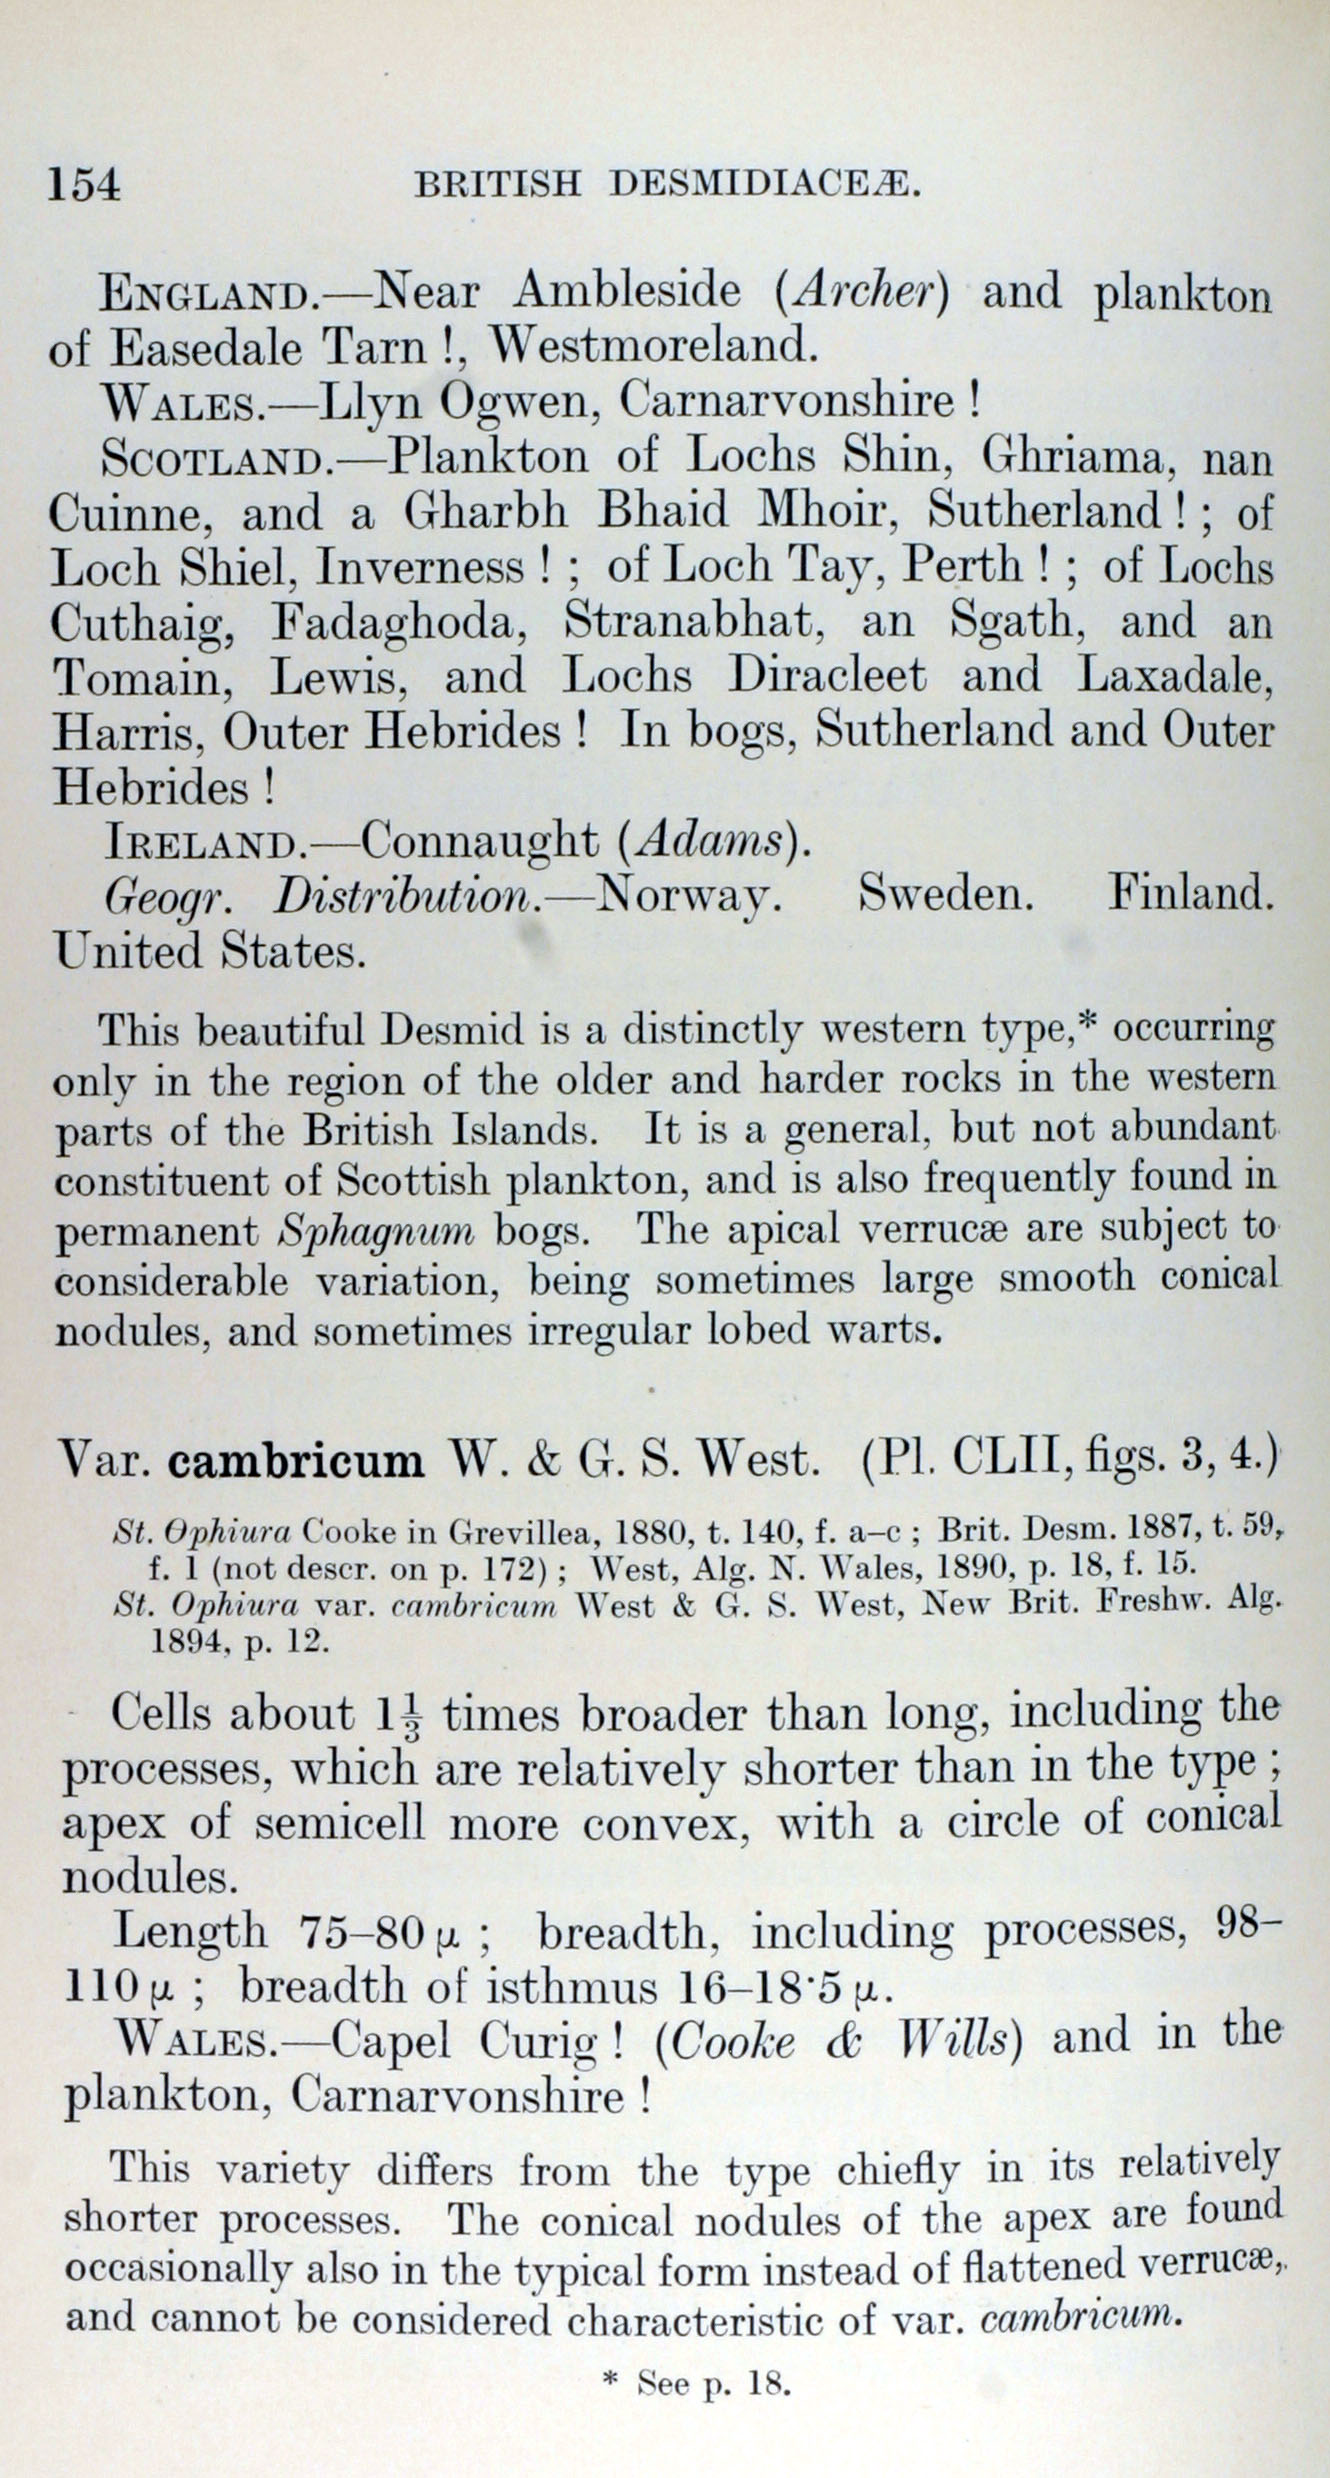 154 BRITISH DESMIDIACEÆ.
ENGLAND.—Near Ambleside (Archer) and plankton
of Easedale Tarn !, Westmoreland.
WALES.—Llyn Ogwen, Carnarvonshire !
SCOTLAND.—Plankton of Lochs Shin, Ghriama, nan
Cuinne, and a Gharbh Bhaid Mhoir, Sutherland ! ; of
Loch Shiel, Inverness ! ; of Loch Tay, Perth ! ; of Lochs
Cuthaig, Fadaghoda, Stranabhat, an Sgath, and an
Tomain, Lewis, and Lochs Diracleet and Laxadale,
Harris, Outer Hebrides ! In bogs, Sutherland and Outer
Hebrides !
IRELAND.—Connaught (Adams).
Geogr. Distribution.—Norway. Sweden. Finland.
United States.
This beautiful Desmid is a distinctly western type,* occurring
only in the region of the older and harder rocks in the western
parts of the British Islands. It is a general, but not abundant
constituent of Scottish plankton, and is also frequently found in
permanent Sphagnum bogs. The apical verrucæ are subject to
considerable variation, being sometimes large smooth conical
nodules, and sometimes irregular lobed warts.
Var. cambricum W. & G. S. West. (Pl. CLII, figs. 3, 4.)
St. Ophiura Cooke in Grevillea, 1880, t. 140, f. a–c ; Brit. Desm. 1887, t. 59,
f. 1 (not descr. on p. 172) ; West, Alg. N. Wales, 1890, p. 18, f. 15.
St. Ophiura var. cambricum West & G. S. West, New Brit. Freshw. Alg.
1894, p. 12.
Cells about 1⅓ times broader than long, including the
processes, which are relatively shorter than in the type ;
apex of semicell more convex, with a circle of conical
nodules.
Length 75–80 μ ; breadth, including processes, 98–
110 μ ; breadth of isthmus 16–18·5 μ.
WALES.—Capel Curig ! (Cooke & Wills) and in the
plankton, Carnarvonshire !
This variety differs from the type chiefly in its relatively
shorter processes. The conical nodules of the apex are found
occasionally also in the typical form instead of flattened verrucæ,
and cannot be considered characteristic of var. cambricum.
* See p. 18.